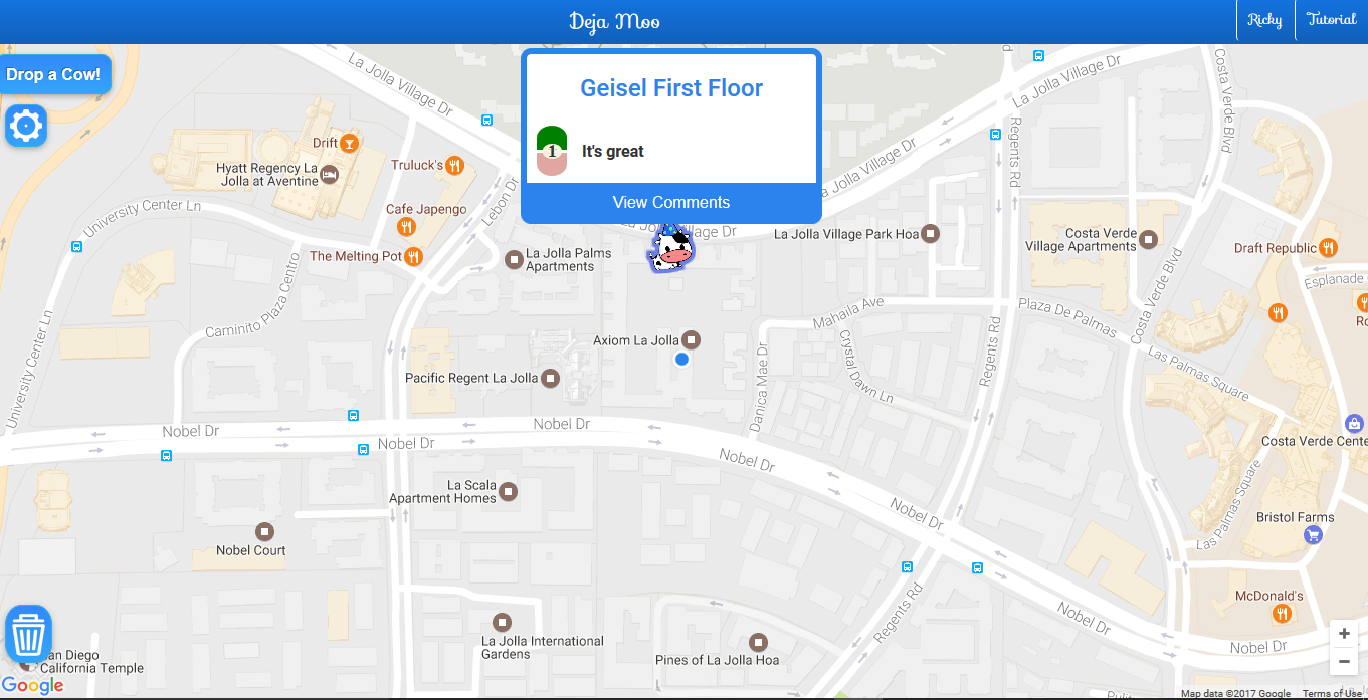 Deja Moo
Ricky
Tutorial
Drop a Cow!
Geisel First Floor
1
It's great
View Comments
La Jolla Village Dr
La Jolla Village Dr
La Jolla Village Dr
La Jolla Village Dr
Costa Verde Blvd
Regents Rd
Drift
Truluck's
Hyatt Regency La
Jolla at Aventine
Lebon Dr
Cafe Japengo
University Center Ln
The Melting Pot
La Jolla Palms
Apartments
La Jolla Village Park Hoa
Costa Verde
Village Apartments
Draft Republic
Esplanade
Costa Verde Blvd
Caminito Plaza Centro
University Center Ln
Mahaila Ave
Plaza De Palmas
Ro
Axiom La Jolla
Crystal Dawn Ln
Danica Mae Dr
Regents Rd
Las Palmas Square
Pacific Regent La Jolla
Nobel Dr
Nobel Dr
Nobel Dr
Nobel Dr
Costa Verde Cente
La Scala
Apartment Homes
Las Palmas Square
Nobel Dr
Bristol Farms
Nobel Court
McDonald's
Regents Rd
Nobel Dr
La Jolla International
Gardens
Nobel Dr
an Diego
California Temple
Pines of La Jolla Hoa
+
−
Google
Map data ©2017 Google
Terms of Use